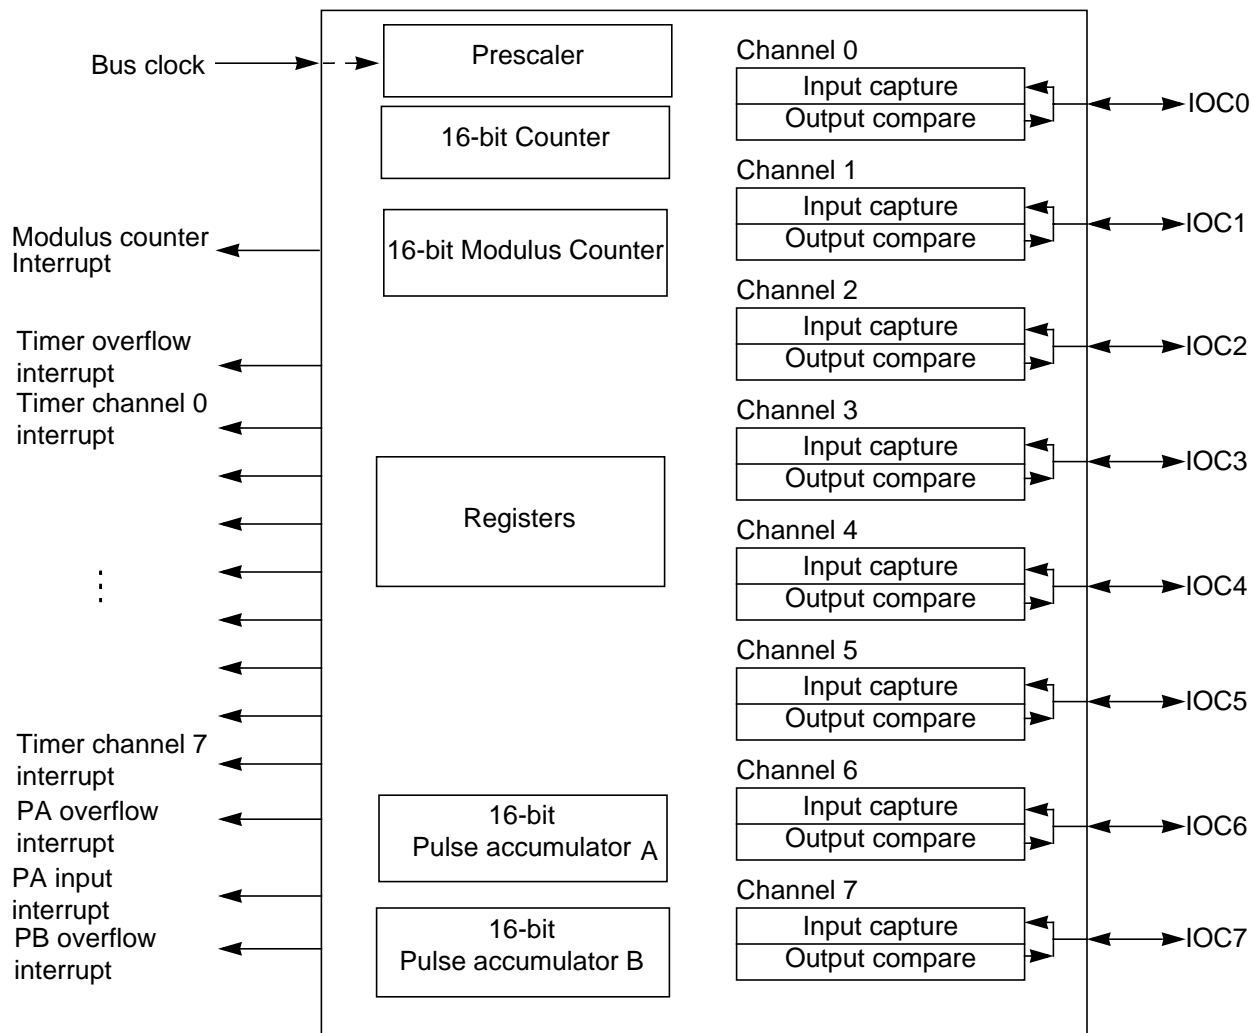 Bus clock
Modulus counter
Interrupt
Timer overflow
interrupt
Timer channel 0
interrupt
⋮
Timer channel 7
interrupt
PA overflow
interrupt
PA input
interrupt
PB overflow
interrupt
Prescaler
16-bit Counter
16-bit Modulus Counter
Registers
16-bit
Pulse accumulator A
16-bit
Pulse accumulator B
Channel 0
Input capture
Output compare
IOC0
Channel 1
Input capture
Output compare
IOC1
Channel 2
Input capture
Output compare
IOC2
Channel 3
Input capture
Output compare
IOC3
Channel 4
Input capture
Output compare
IOC4
Channel 5
Input capture
Output compare
IOC5
Channel 6
Input capture
Output compare
IOC6
Channel 7
Input capture
Output compare
IOC7